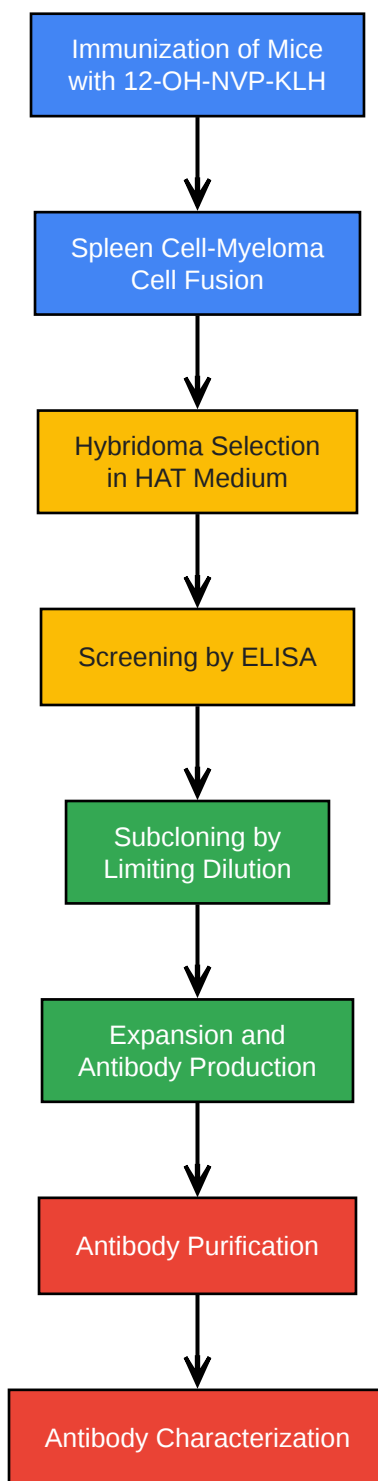 Immunization of Mice
with 12-OH-NVP-KLH
Spleen Cell-Myeloma
Cell Fusion
Hybridoma Selection
in HAT Medium
Screening by ELISA
Subcloning by
Limiting Dilution
Expansion and
Antibody Production
Antibody Purification
Antibody Characterization